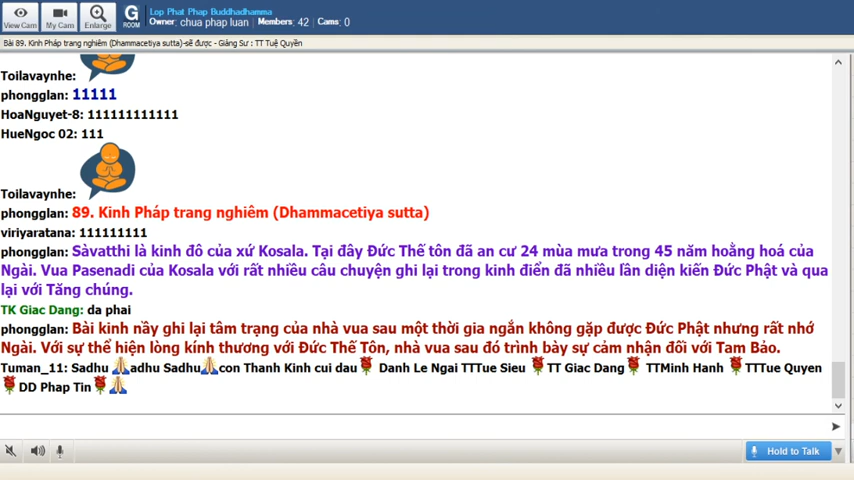 View Cam
My Cam
Enlarge
G
ROOM
Lop Phat Phap Buddhadhamma
Owner: chua phap luan / Members: 42 / Cams: 0
Bài 89. Kinh Pháp trang nghiêm (Dhammacetiya sutta)-sẽ được - Giảng Sư : TT Tuệ Quyền
Toilavaynhe:
phongglan: 11111
HoaNguyet-8: 111111111111
HueNgoc 02: 111
Toilavaynhe:
phongglan: 89. Kinh Pháp trang nghiêm (Dhammacetiya sutta)
viriyaratana: 111111111
phongglan: Sàvatthi là kinh đô của xứ Kosala. Tại đây Đức Thế tôn đã an cư 24 mùa mưa trong 45 năm hoằng hoá của
Ngài. Vua Pasenadi của Kosala với rất nhiều câu chuyện ghi lại trong kinh điển đã nhiều lần diện kiến Đức Phật và qua
lại với Tăng chúng.
TK Giac Dang: da phai
phongglan: Bài kinh nầy ghi lại tâm trạng của nhà vua sau một thời gia ngắn không gặp được Đức Phật nhưng rất nhớ
Ngài. Với sự thể hiện lòng kính thương với Đức Thế Tôn, nhà vua sau đó trình bày sự cảm nhận đối với Tam Bảo.
Tuman_11: Sadhu 🙏adhu Sadhu🙏con Thanh Kinh cui dau🌹 Danh Le Ngai TTTue Sieu 🌹TT Giac Dang🌹 TTMinh Hanh 🌹TTTue Quyen
🌹DD Phap Tin🌹🙏
Hold to Talk